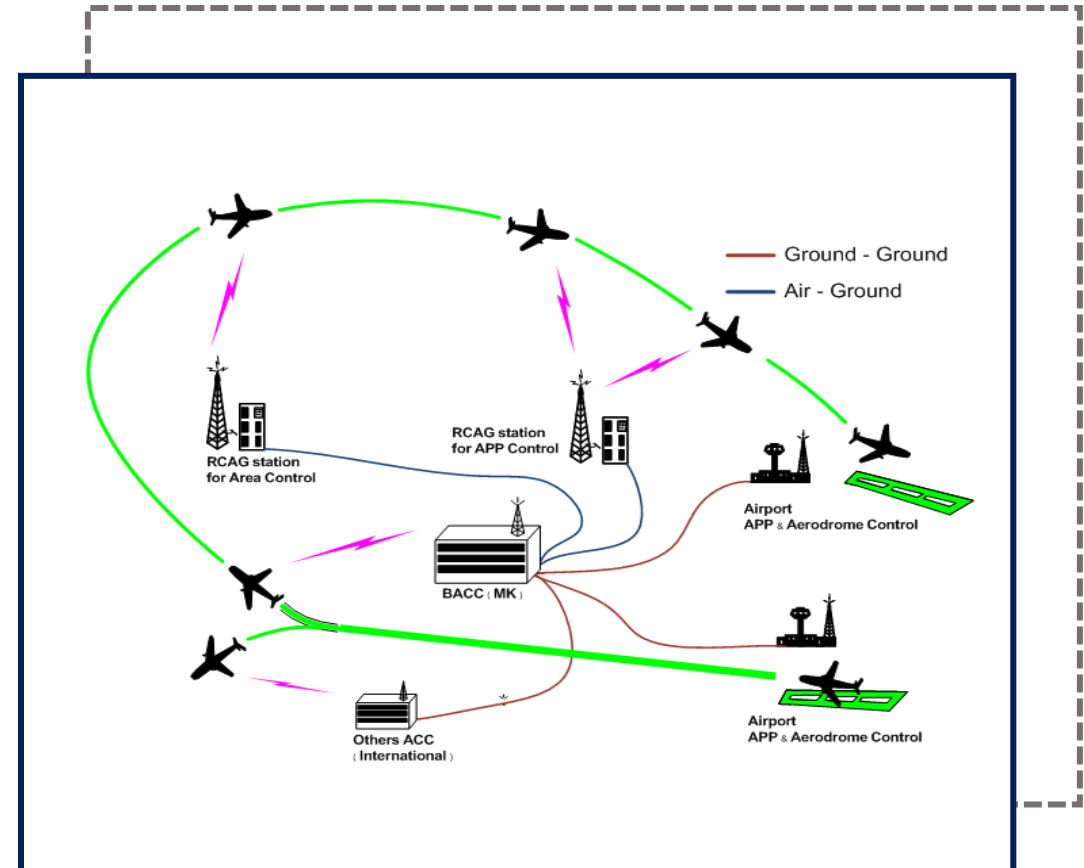 Ground - Ground
Air - Ground
RCAG station
for APP Control
RCAG station
for Area Control
Airport
APP & Aerodrome Control
BACC ( MK )
Airport
APP & Aerodrome Control
Others ACC
( International )